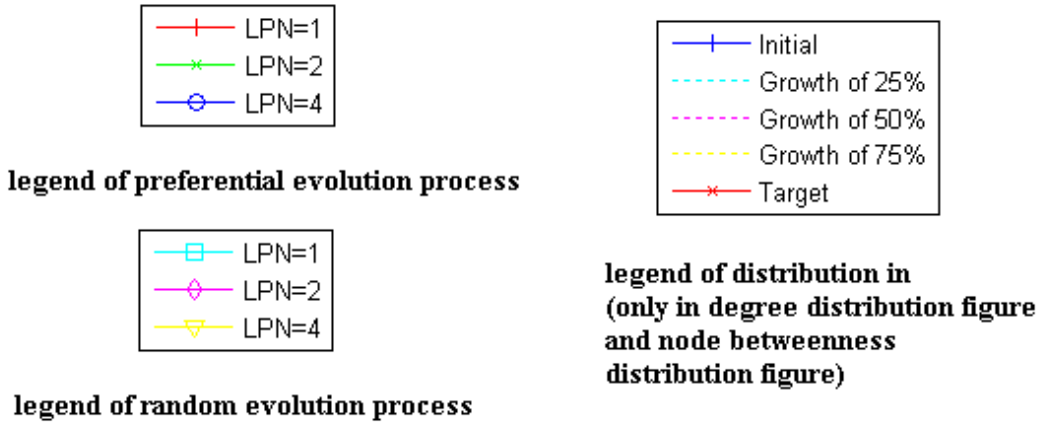 LPN=1
LPN=2
LPN=4
legend of preferential evolution process
LPN=1
LPN=2
LPN=4
legend of random evolution process
Initial
Growth of 25%
Growth of 50%
Growth of 75%
Target
legend of distribution in
(only in degree distribution figure
and node betweenness
distribution figure)